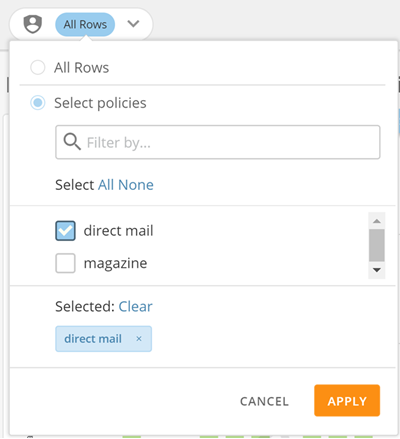 All Rows
All Rows
Select policies
Filter by...
Select All None
direct mail
magazine
Selected: Clear
direct mail ×
CANCEL APPLY